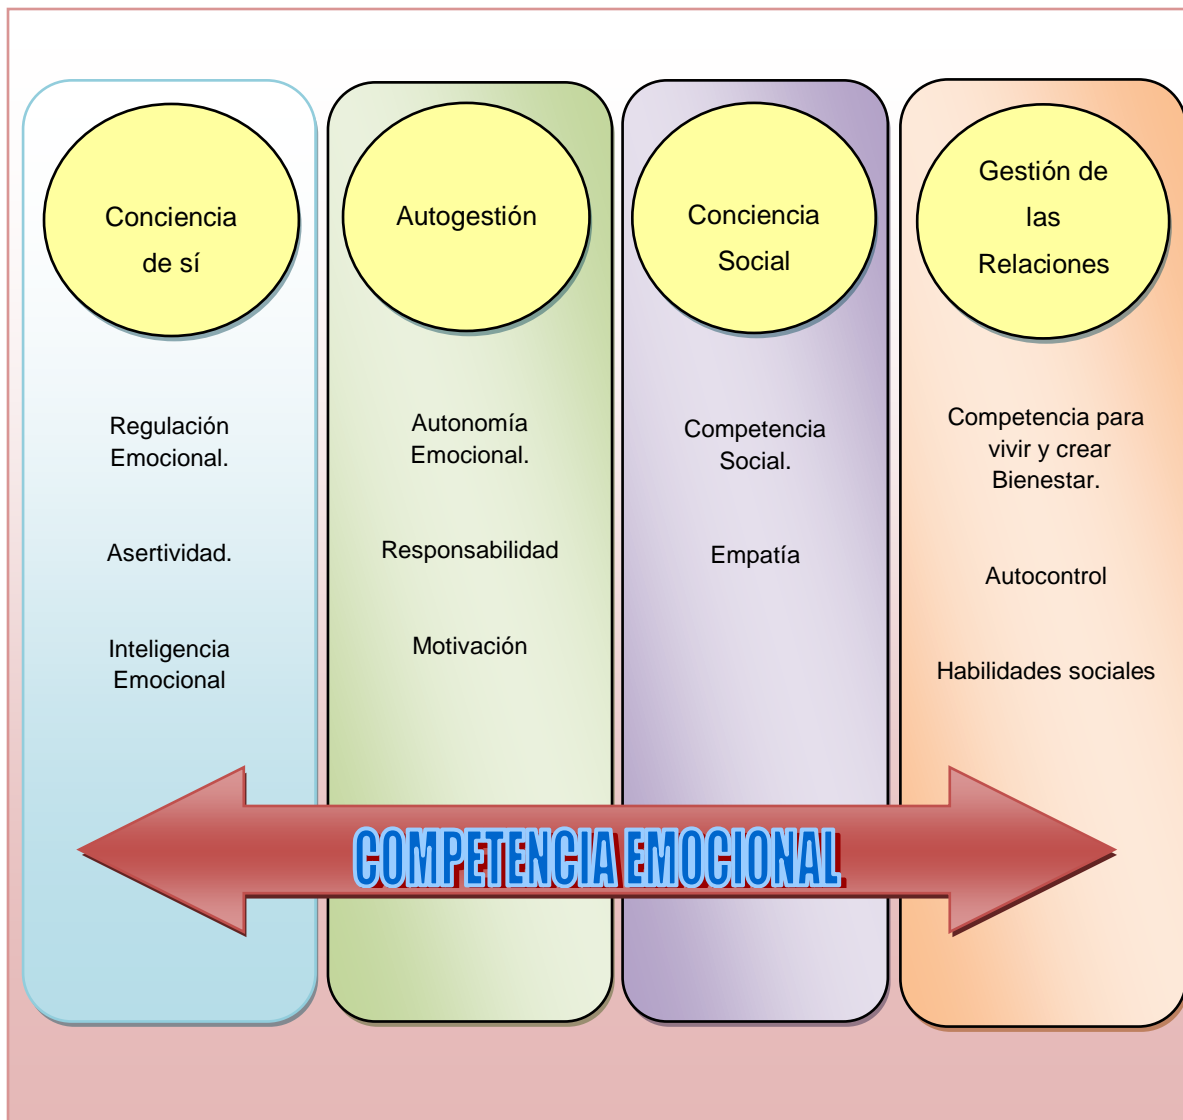 Conciencia
de sí
Regulación
Emocional.
Asertividad.
Inteligencia
Emocional
Autogestión
Autonomía
Emocional.
Responsabilidad
Motivación
Conciencia
Social
Competencia
Social.
Empatía
Gestión de
las
Relaciones
Competencia para
vivir y crear
Bienestar.
Autocontrol
Habilidades sociales
COMPETENCIA EMOCIONAL